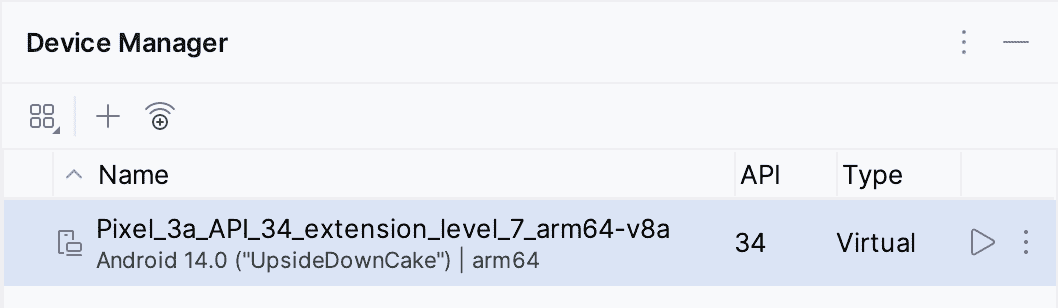 Device Manager
Name API Type
Pixel_3a_API_34_extension_level_7_arm64-v8a 34 Virtual
Android 14.0 ("UpsideDownCake") | arm64